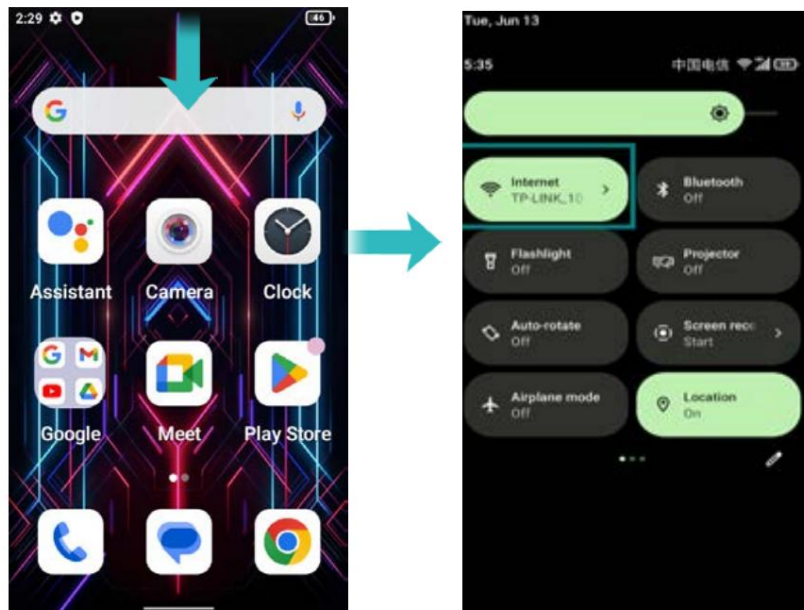 2:29
46
Assistant Camera Clock
Google Meet Play Store
Tue, Jun 13
5:35 中国电信
Internet
TP-LINK_10
Bluetooth
Off
Flashlight
Off
Projector
Off
Auto-rotate
Off
Screen rec
Start
Airplane mode
Off
Location
On